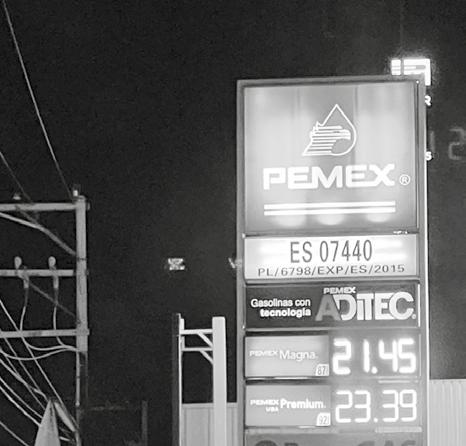 PEMEX®
ES 07440
PL/6798/EXP/ES/2015
Gasolinas con
tecnología
PEMEX
ADITEC
PEMEX Magna. 87 21.45
PEMEX Premium. 92 23.39